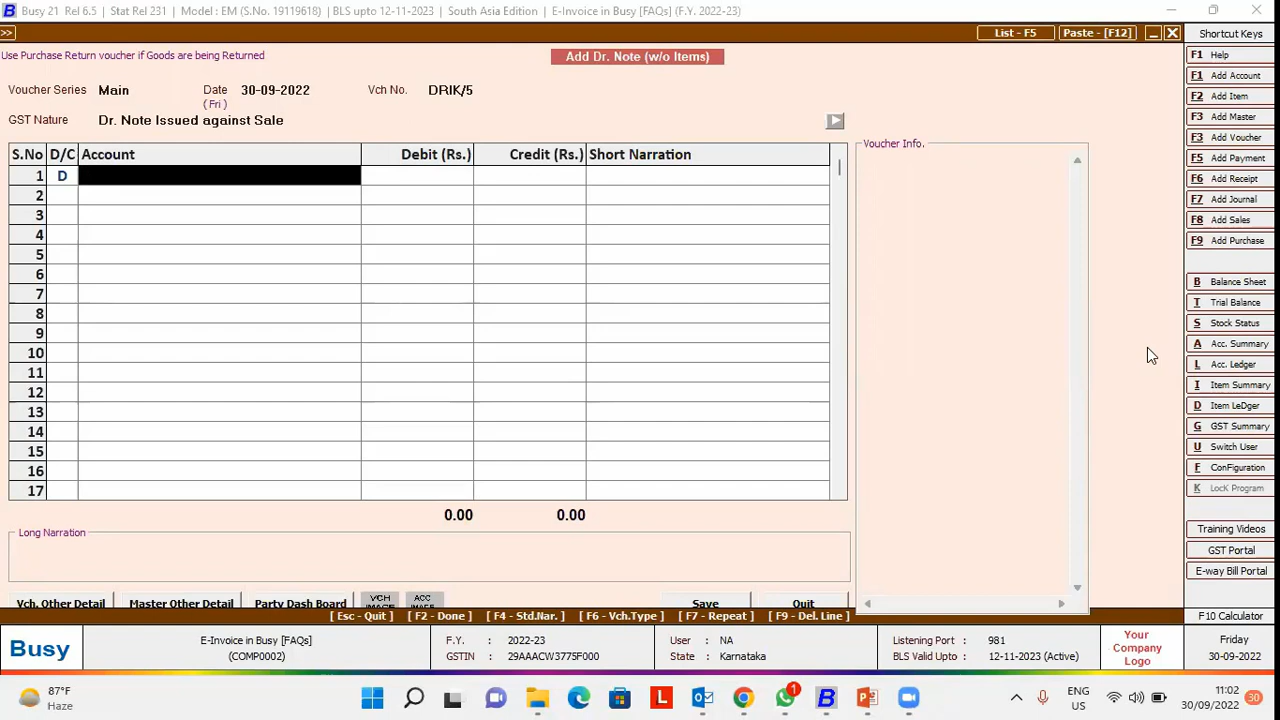 Busy 21 Rel 6.5 | Stat Rel 231 | Model : EM (S.No. 19119618) | BLS upto 12-11-2023 | South Asia Edition | E-Invoice in Busy [FAQs] (F.Y. 2022-23)
>> List - F5 Paste - [F12] Shortcut Keys
Use Purchase Return voucher if Goods are being Returned
Add Dr. Note (w/o Items)
Voucher Series Main Date 30-09-2022 Vch No. DRIK/5
( Fri )
GST Nature Dr. Note Issued against Sale
S.No D/C Account Debit (Rs.) Credit (Rs.) Short Narration
1 D
2
3
4
5
6
7
8
9
10
11
12
13
14
15
16
17
0.00 0.00
Voucher Info.
Long Narration
Vch. Other Detail Master Other Detail Party Dash Board VCH IMAGE ACC IMAGE Save Quit
[ Esc - Quit ] [ F2 - Done ] [ F4 - Std.Nar. ] [ F6 - Vch.Type ] [ F7 - Repeat ] [ F9 - Del. Line ]
F1 Help
F1 Add Account
F2 Add Item
F3 Add Master
F3 Add Voucher
F5 Add Payment
F6 Add Receipt
F7 Add Journal
F8 Add Sales
F9 Add Purchase
B Balance Sheet
T Trial Balance
S Stock Status
A Acc. Summary
L Acc. Ledger
I Item Summary
D Item LeDger
G GST Summary
U Switch User
F ConFiguration
K LocK Program
Training Videos
GST Portal
E-way Bill Portal
F10 Calculator
Busy
E-Invoice in Busy [FAQs]
(COMP0002)
F.Y. : 2022-23
GSTIN : 29AAACW3775F000
User : NA
State : Karnataka
Listening Port : 981
BLS Valid Upto : 12-11-2023 (Active)
Your
Company
Logo
Friday
30-09-2022
87°F
Haze
1
ENG
US
11:02
30/09/2022
30